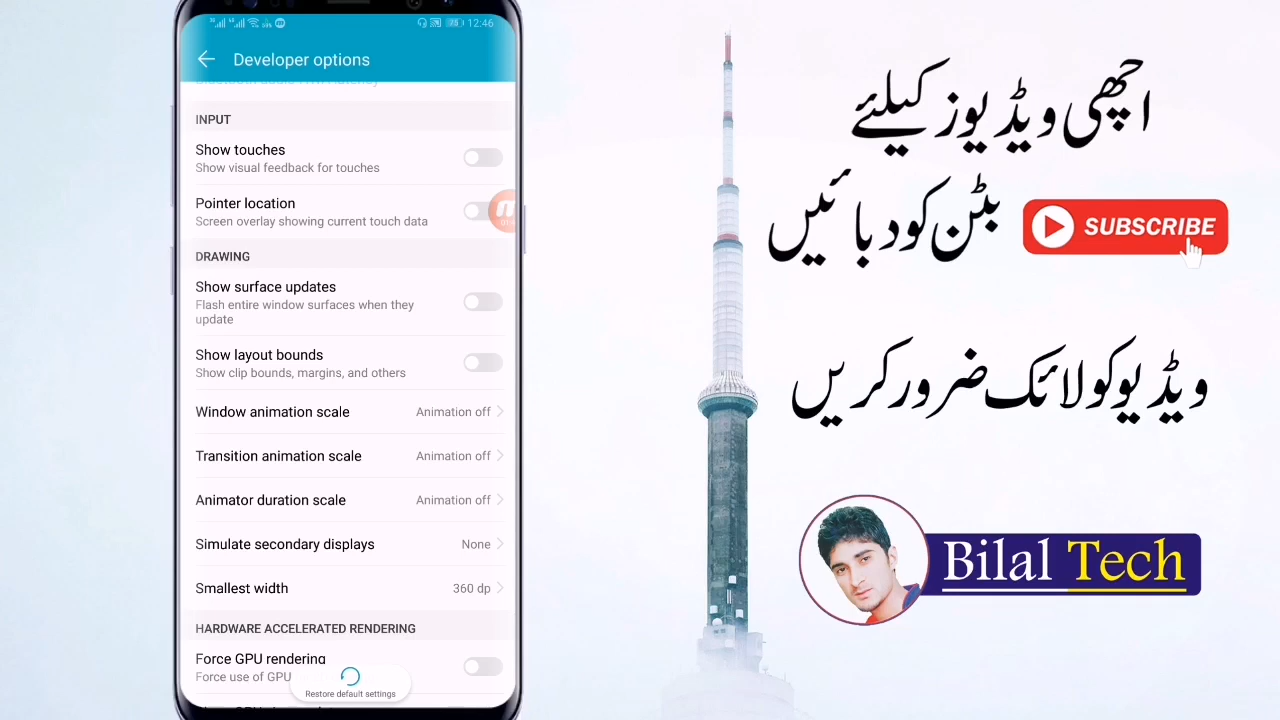 12:46
Developer options
INPUT
Show touches
Show visual feedback for touches
Pointer location
Screen overlay showing current touch data
DRAWING
Show surface updates
Flash entire window surfaces when they
update
Show layout bounds
Show clip bounds, margins, and others
Window animation scale Animation off
Transition animation scale Animation off
Animator duration scale Animation off
Simulate secondary displays None
Smallest width 360 dp
HARDWARE ACCELERATED RENDERING
Force GPU rendering
Force use of GPU
Restore default settings
اچھی ویڈیوز کیلئے
بٹن کو دبائیں SUBSCRIBE
ویڈیو کو لائک ضرور کریں
Bilal Tech